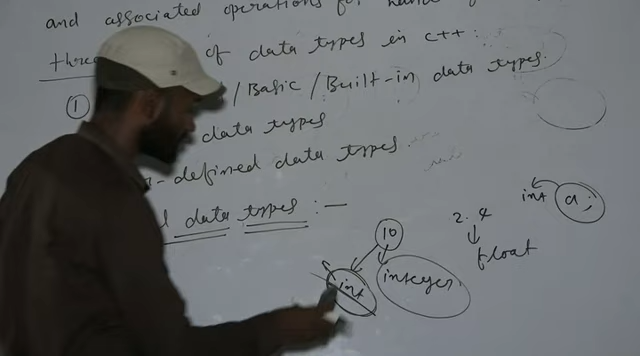 and associated operations for
three of data types in c++:
① / Basic / Built-in data types.
data types
-defined data types.
data types : —
int a;
10
2.4
int integer float